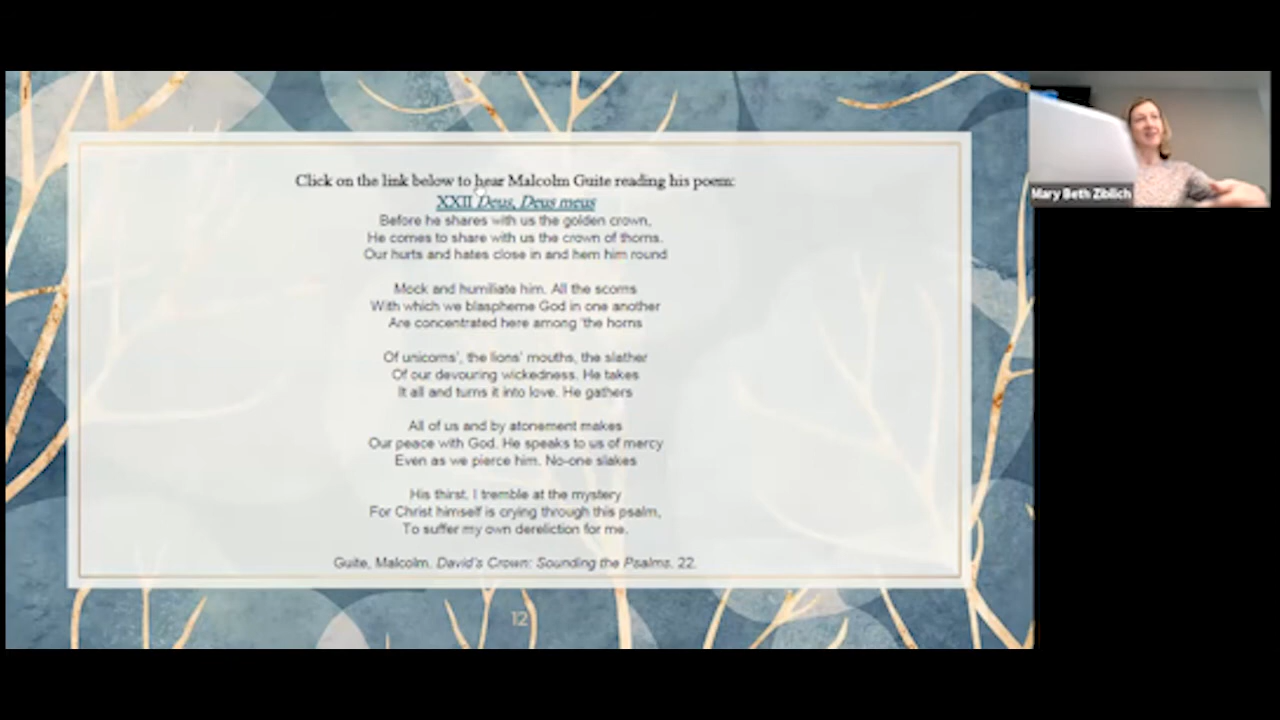 Click on the link below to hear Malcolm Guite reading his poem:
XXII Deus, Deus meus
Before he shares with us the golden crown,
He comes to share with us the crown of thorns.
Our hurts and hates close in and hem him round
Mock and humiliate him. All the scorns
With which we blaspheme God in one another
Are concentrated here among 'the horns
Of unicorns', the lions' mouths, the slather
Of our devouring wickedness. He takes
It all and turns it into love. He gathers
All of us and by atonement makes
Our peace with God. He speaks to us of mercy
Even as we pierce him. No-one slakes
His thirst. I tremble at the mystery
For Christ himself is crying through this psalm,
To suffer my own dereliction for me.
Guite, Malcolm. David's Crown: Sounding the Psalms. 22.
12
Mary Beth Ziblich